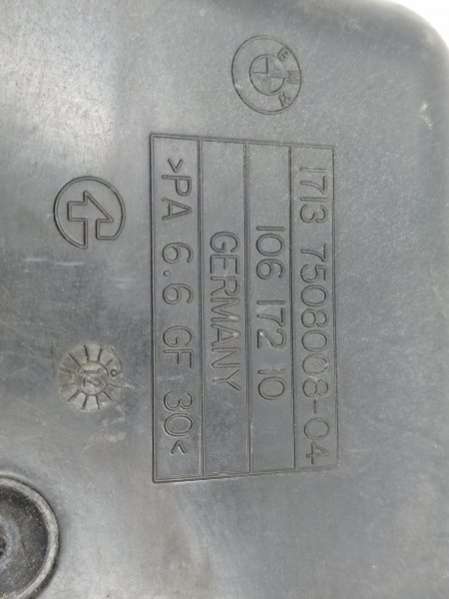 BMW
1713 7508008-04
106 172 10
GERMANY
>PA 6.6 GF 30<